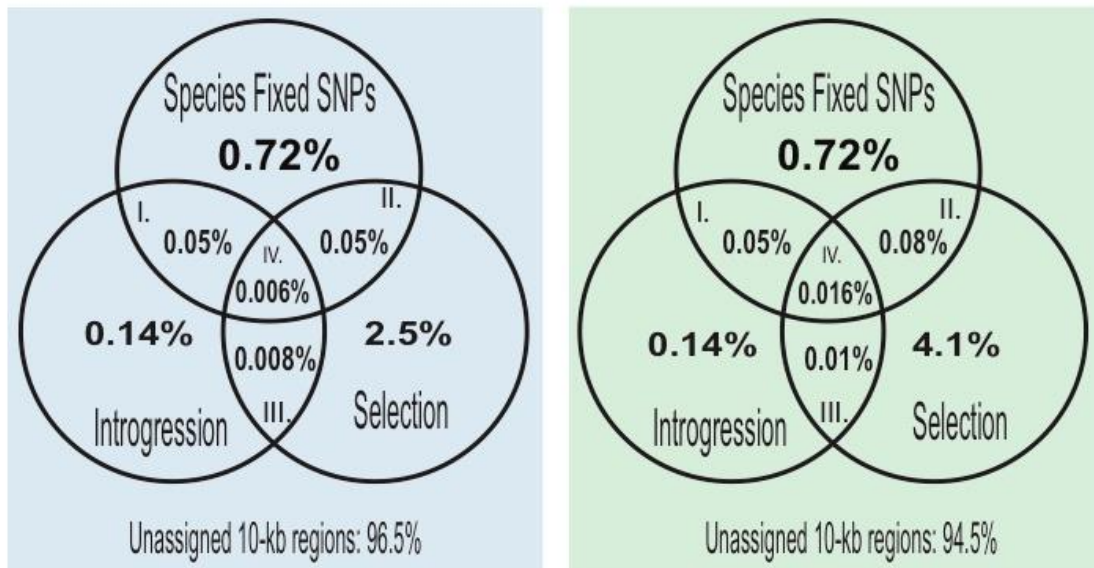 Species Fixed SNPs
0.72%
I.
II.
0.05%
IV.
0.05%
0.006%
0.14%
2.5%
0.008%
III.
Introgression
Selection
Unassigned 10-kb regions: 96.5%
Species Fixed SNPs
0.72%
I.
II.
0.05%
IV.
0.08%
0.016%
0.14%
4.1%
0.01%
III.
Introgression
Selection
Unassigned 10-kb regions: 94.5%